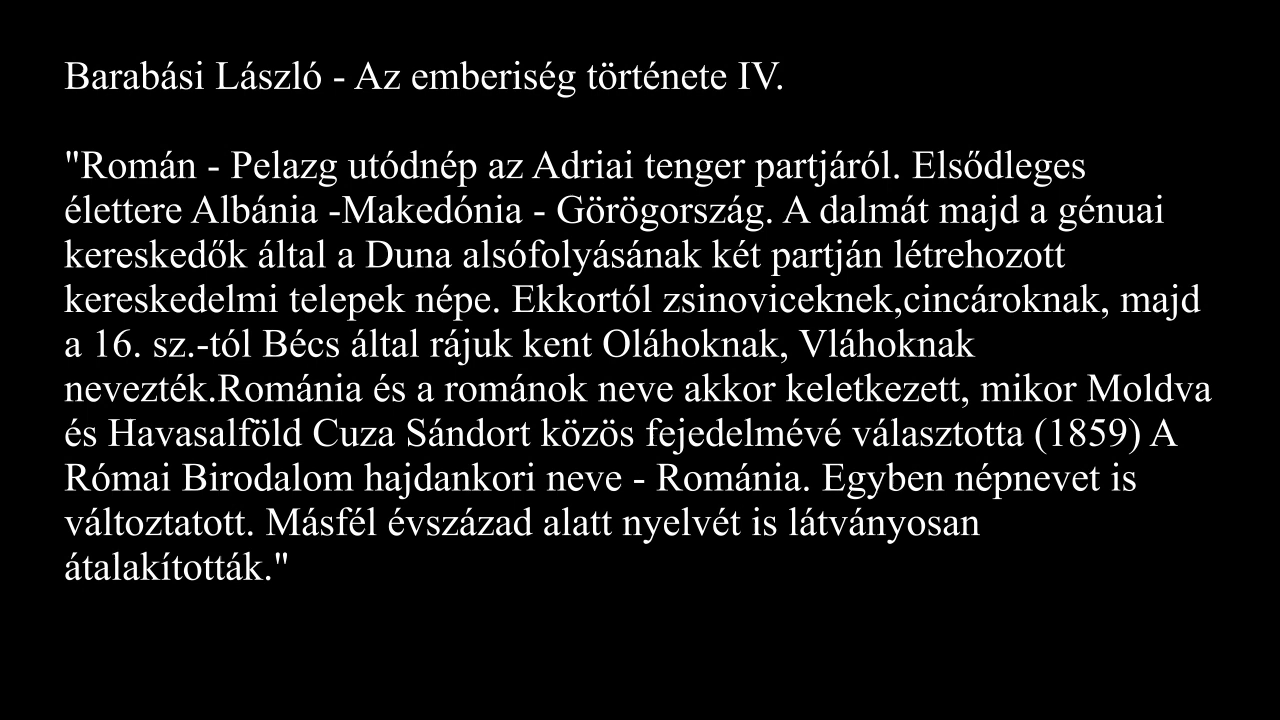 Barabási László - Az emberiség története IV.
"Román - Pelazg utódnép az Adriai tenger partjáról. Elsődleges
élettere Albánia -Makedónia - Görögország. A dalmát majd a génuai
kereskedők által a Duna alsófolyásának két partján létrehozott
kereskedelmi telepek népe. Ekkortól zsinoviceknek,cincároknak, majd
a 16. sz.-tól Bécs által rájuk kent Oláhoknak, Vláhoknak
nevezték.Románia és a románok neve akkor keletkezett, mikor Moldva
és Havasalföld Cuza Sándort közös fejedelmévé választotta (1859) A
Római Birodalom hajdankori neve - Románia. Egyben népnevet is
változtatott. Másfél évszázad alatt nyelvét is látványosan
átalakították."